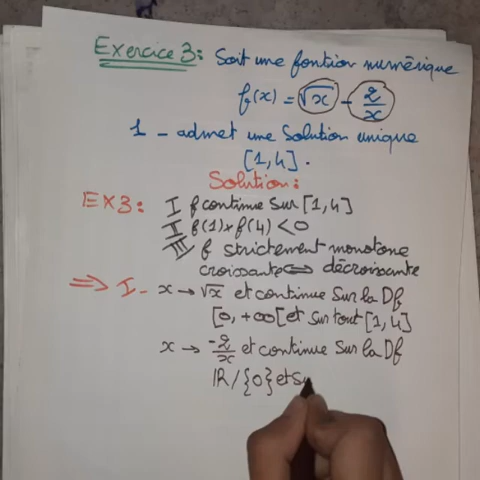 Exercice 3: Soit une fontion numérique
f(x) = √x - 2/x
1 - admet une Solution unique
[1,4].
Solution:
EX3: I f continue sur [1,4]
II f(1)×f(4) < 0
III f strictement monotone
croissante ⇔ décroissante
⇒ I - x → √x et continue Sur la Df
[0, +∞[ et sur tout [1,4]
x → -2/x et continue Sur la Df
IR/{0} et Su